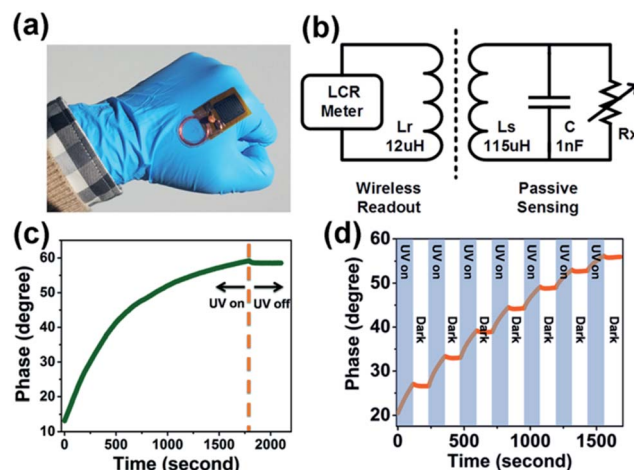 (a)
(b)
LCR
Meter
Lr
12uH
Ls
115uH
C
1nF
Rx
Wireless
Readout
Passive
Sensing
(c)
60
50
40
30
20
10
Phase (degree)
UV on
UV off
0
500
1000
1500
2000
Time (second)
(d)
60
50
40
30
20
Phase (degree)
UV on
Dark
UV on
Dark
UV on
Dark
UV on
Dark
UV on
Dark
UV on
Dark
UV on
Dark
0
500
1000
1500
Time (second)